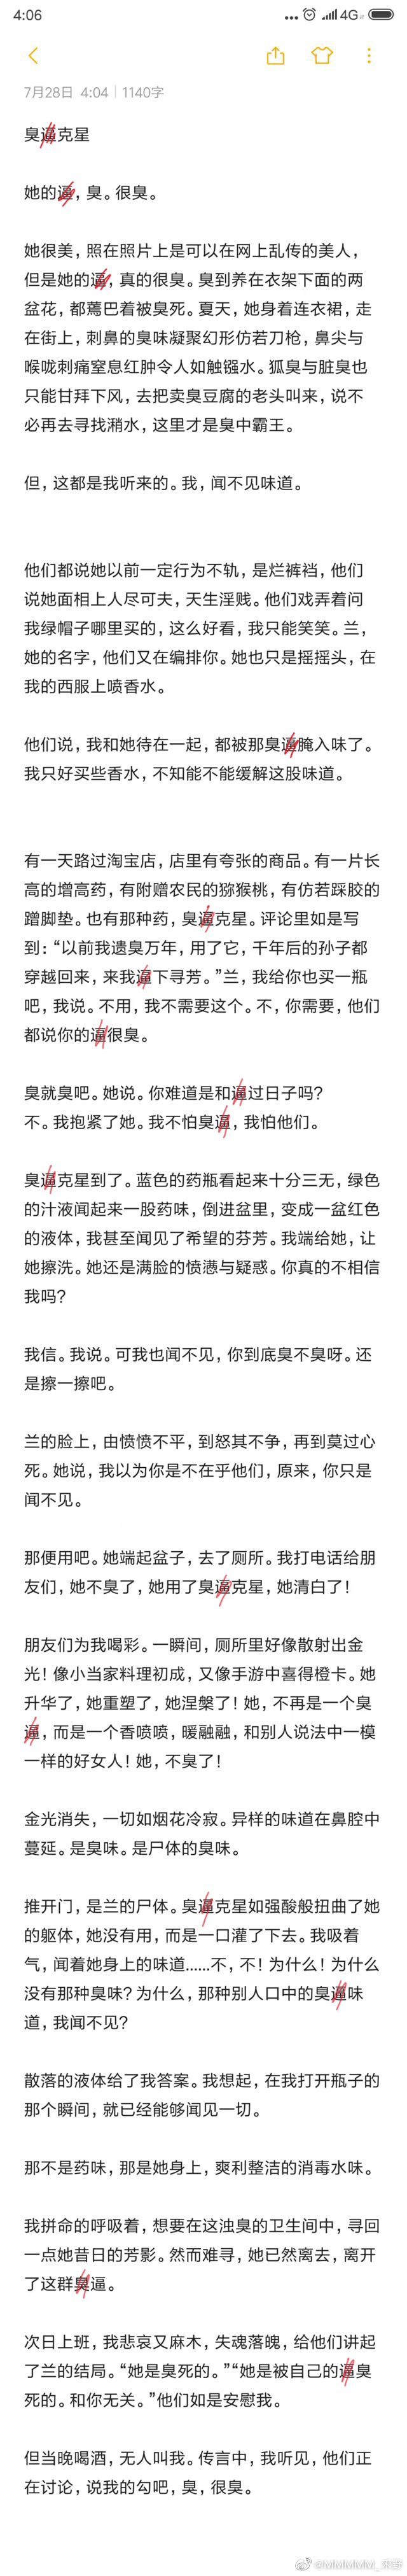 4:06
4G
7月28日 4:04 | 1140字
臭逼克星
她的逼，臭。很臭。
她很美，照在照片上是可以在网上乱传的美人，
但是她的逼，真的很臭。臭到养在衣架下面的两
盆花，都蔫巴着被臭死。夏天，她身着连衣裙，走
在街上，刺鼻的臭味凝聚幻形仿若刀枪，鼻尖与
喉咙刺痛窒息红肿令人如触镪水。狐臭与脏臭也
只能甘拜下风，去把卖臭豆腐的老头叫来，说不
必再去寻找潲水，这里才是臭中霸王。
但，这都是我听来的。我，闻不见味道。
他们都说她以前一定行为不轨，是烂裤裆，他们
说她面相上人尽可夫，天生淫贱。他们戏弄着问
我绿帽子哪里买的，这么好看，我只能笑笑。兰，
她的名字，他们又在编排你。她也只是摇摇头，在
我的西服上喷香水。
他们说，我和她待在一起，都被那臭逼腌入味了。
我只好买些香水，不知能不能缓解这股味道。
有一天路过淘宝店，店里有夸张的商品。有一片长
高的增高药，有附赠农民的猕猴桃，有仿若踩胶的
蹭脚垫。也有那种药，臭逼克星。评论里如是写
到：“以前我遗臭万年，用了它，千年后的孙子都
穿越回来，来我逼下寻芳。”兰，我给你也买一瓶
吧，我说。不用，我不需要这个。不，你需要，他们
都说你的逼很臭。
臭就臭吧。她说。你难道是和逼过日子吗？
不。我抱紧了她。我不怕臭逼，我怕他们。
臭逼克星到了。蓝色的药瓶看起来十分三无，绿色
的汁液闻起来一股药味，倒进盆里，变成一盆红色
的液体，我甚至闻见了希望的芬芳。我端给她，让
她擦洗。她还是满脸的愤懑与疑惑。你真的不相信
我吗？
我信。我说。可我也闻不见，你到底臭不臭呀。还
是擦一擦吧。
兰的脸上，由愤愤不平，到怒其不争，再到莫过心
死。她说，我以为你是不在乎他们，原来，你只是
闻不见。
那便用吧。她端起盆子，去了厕所。我打电话给朋
友们，她不臭了，她用了臭逼克星，她清白了！
朋友们为我喝彩。一瞬间，厕所里好像散射出金
光！像小当家料理初成，又像手游中喜得橙卡。她
升华了，她重塑了，她涅槃了！她，不再是一个臭
逼，而是一个香喷喷，暖融融，和别人说法中一模
一样的好女人！她，不臭了！
金光消失，一切如烟花冷寂。异样的味道在鼻腔中
蔓延。是臭味。是尸体的臭味。
推开门，是兰的尸体。臭逼克星如强酸般扭曲了她
的躯体，她没有用，而是一口灌了下去。我吸着
气，闻着她身上的味道……不，不！为什么！为什么
没有那种臭味？为什么，那种别人口中的臭逼味
道，我闻不见？
散落的液体给了我答案。我想起，在我打开瓶子的
那个瞬间，就已经能够闻见一切。
那不是药味，那是她身上，爽利整洁的消毒水味。
我拼命的呼吸着，想要在这浊臭的卫生间中，寻回
一点她昔日的芳影。然而难寻，她已然离去，离开
了这群臭逼。
次日上班，我悲哀又麻木，失魂落魄，给他们讲起
了兰的结局。“她是臭死的。”“她是被自己的逼臭
死的。和你无关。”他们如是安慰我。
但当晚喝酒，无人叫我。传言中，我听见，他们正
在讨论，说我的勾吧，臭，很臭。